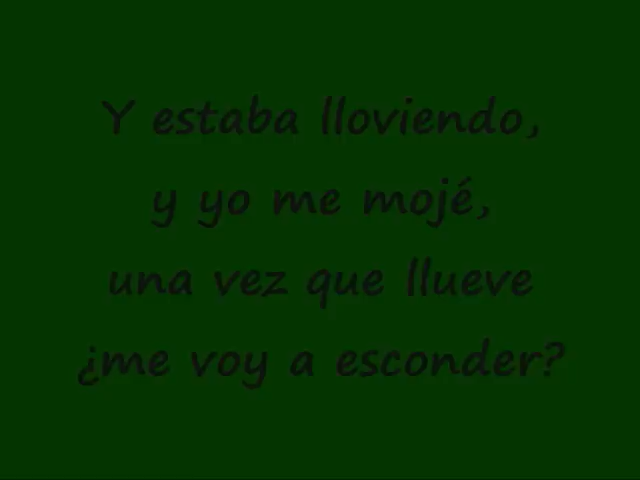 Y estaba lloviendo,
y yo me mojé,
una vez que llueve
¿me voy a esconder?